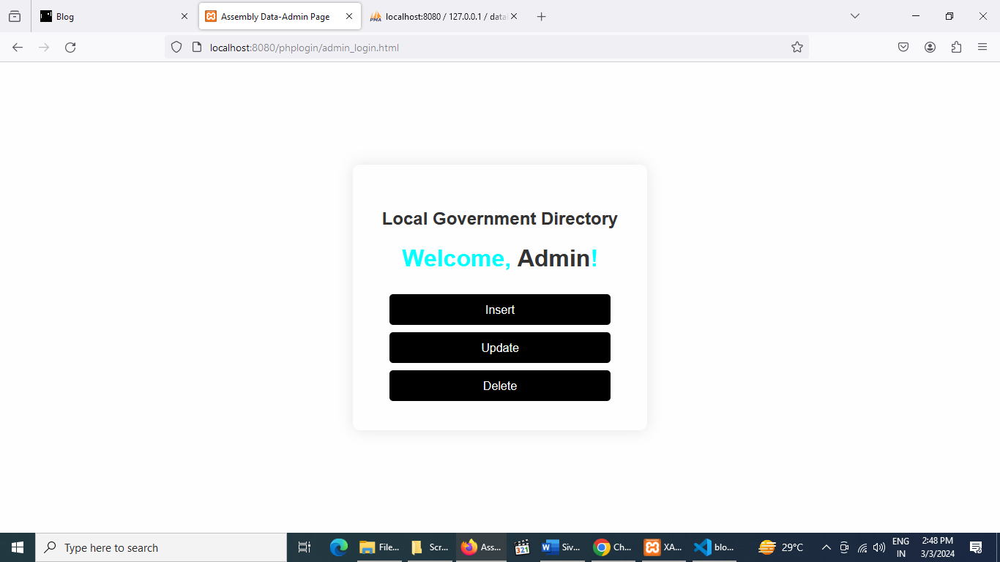 Blog
Assembly Data-Admin Page
localhost:8080 / 127.0.0.1 / datal
localhost:8080/phplogin/admin_login.html
Local Government Directory
Welcome, Admin!
Insert
Update
Delete
Type here to search
File...
Scr...
Ass...
321
Siv...
Ch...
XA...
blo...
29°C
ENG
IN
2:48 PM
3/3/2024